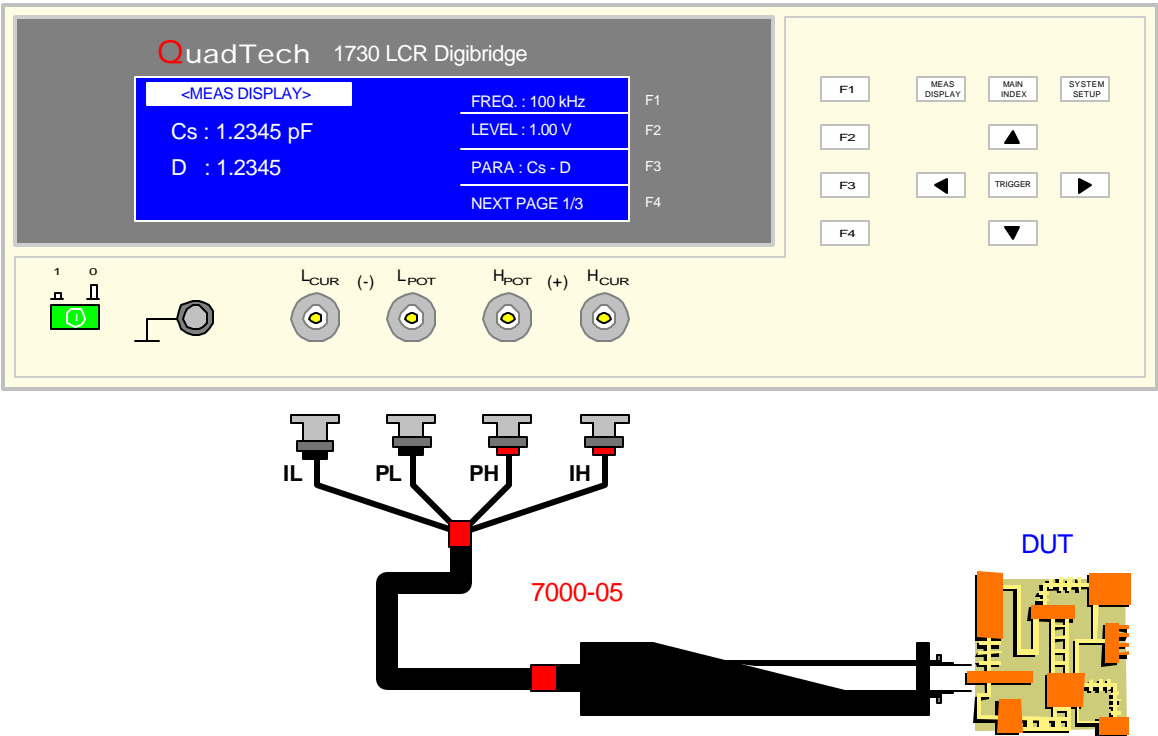 QuadTech 1730 LCR Digibridge
<MEAS DISPLAY>
Cs : 1.2345 pF
D : 1.2345
FREQ. : 100 kHz
LEVEL : 1.00 V
PARA : Cs - D
NEXT PAGE 1/3
F1
F2
F3
F4
F1
MEAS
DISPLAY
MAIN
INDEX
SYSTEM
SETUP
F2
F3
TRIGGER
F4
1 0
LCUR (-) LPOT HPOT (+) HCUR
IL PL PH IH
7000-05
DUT